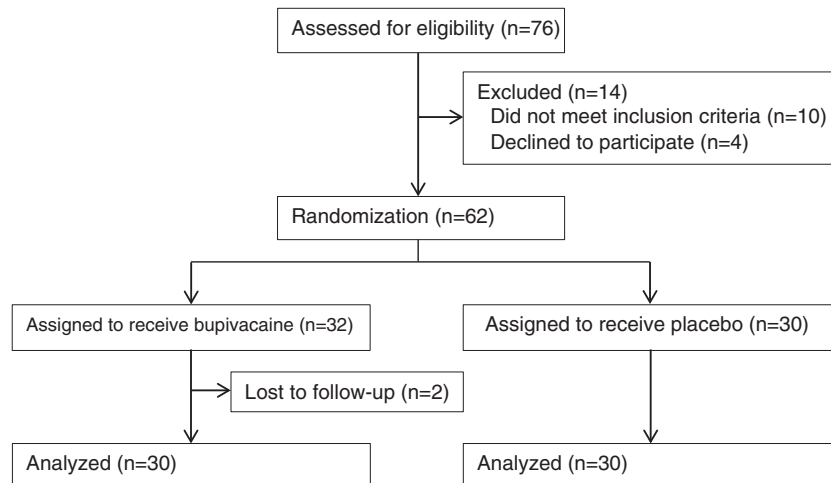 Assessed for eligibility (n=76)
Excluded (n=14)
Did not meet inclusion criteria (n=10)
Declined to participate (n=4)
Randomization (n=62)
Assigned to receive bupivacaine (n=32)
Assigned to receive placebo (n=30)
Lost to follow-up (n=2)
Analyzed (n=30)
Analyzed (n=30)